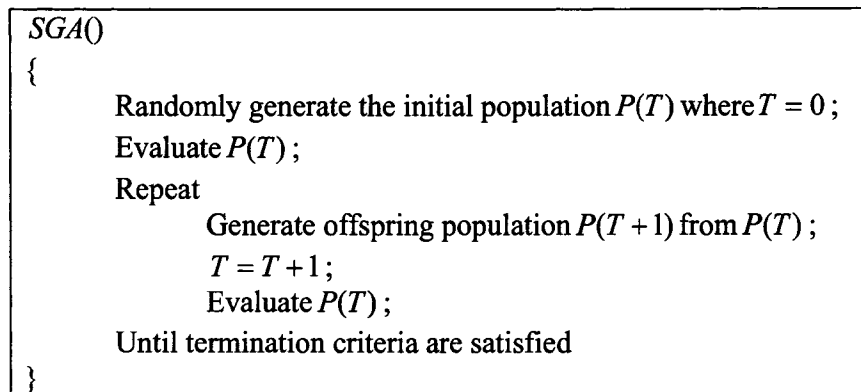 SGA()
{
Randomly generate the initial population P(T) where T = 0;
Evaluate P(T);
Repeat
Generate offspring population P(T + 1) from P(T);
T = T + 1;
Evaluate P(T);
Until termination criteria are satisfied
}